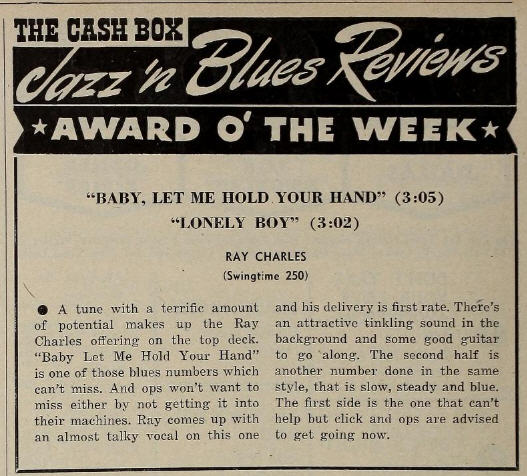 THE CASH BOX
Jazz 'n Blues Reviews
★AWARD O' THE WEEK★
"BABY, LET ME HOLD YOUR HAND" (3:05)
"LONELY BOY" (3:02)
RAY CHARLES
(Swingtime 250)
● A tune with a terrific amount
of potential makes up the Ray
Charles offering on the top deck.
"Baby Let Me Hold Your Hand"
is one of those blues numbers which
can't miss. And ops won't want to
miss either by not getting it into
their machines. Ray comes up with
an almost talky vocal on this one
and his delivery is first rate. There's
an attractive tinkling sound in the
background and some good guitar
to go along. The second half is
another number done in the same
style, that is slow, steady and blue.
The first side is the one that can't
help but click and ops are advised
to get going now.